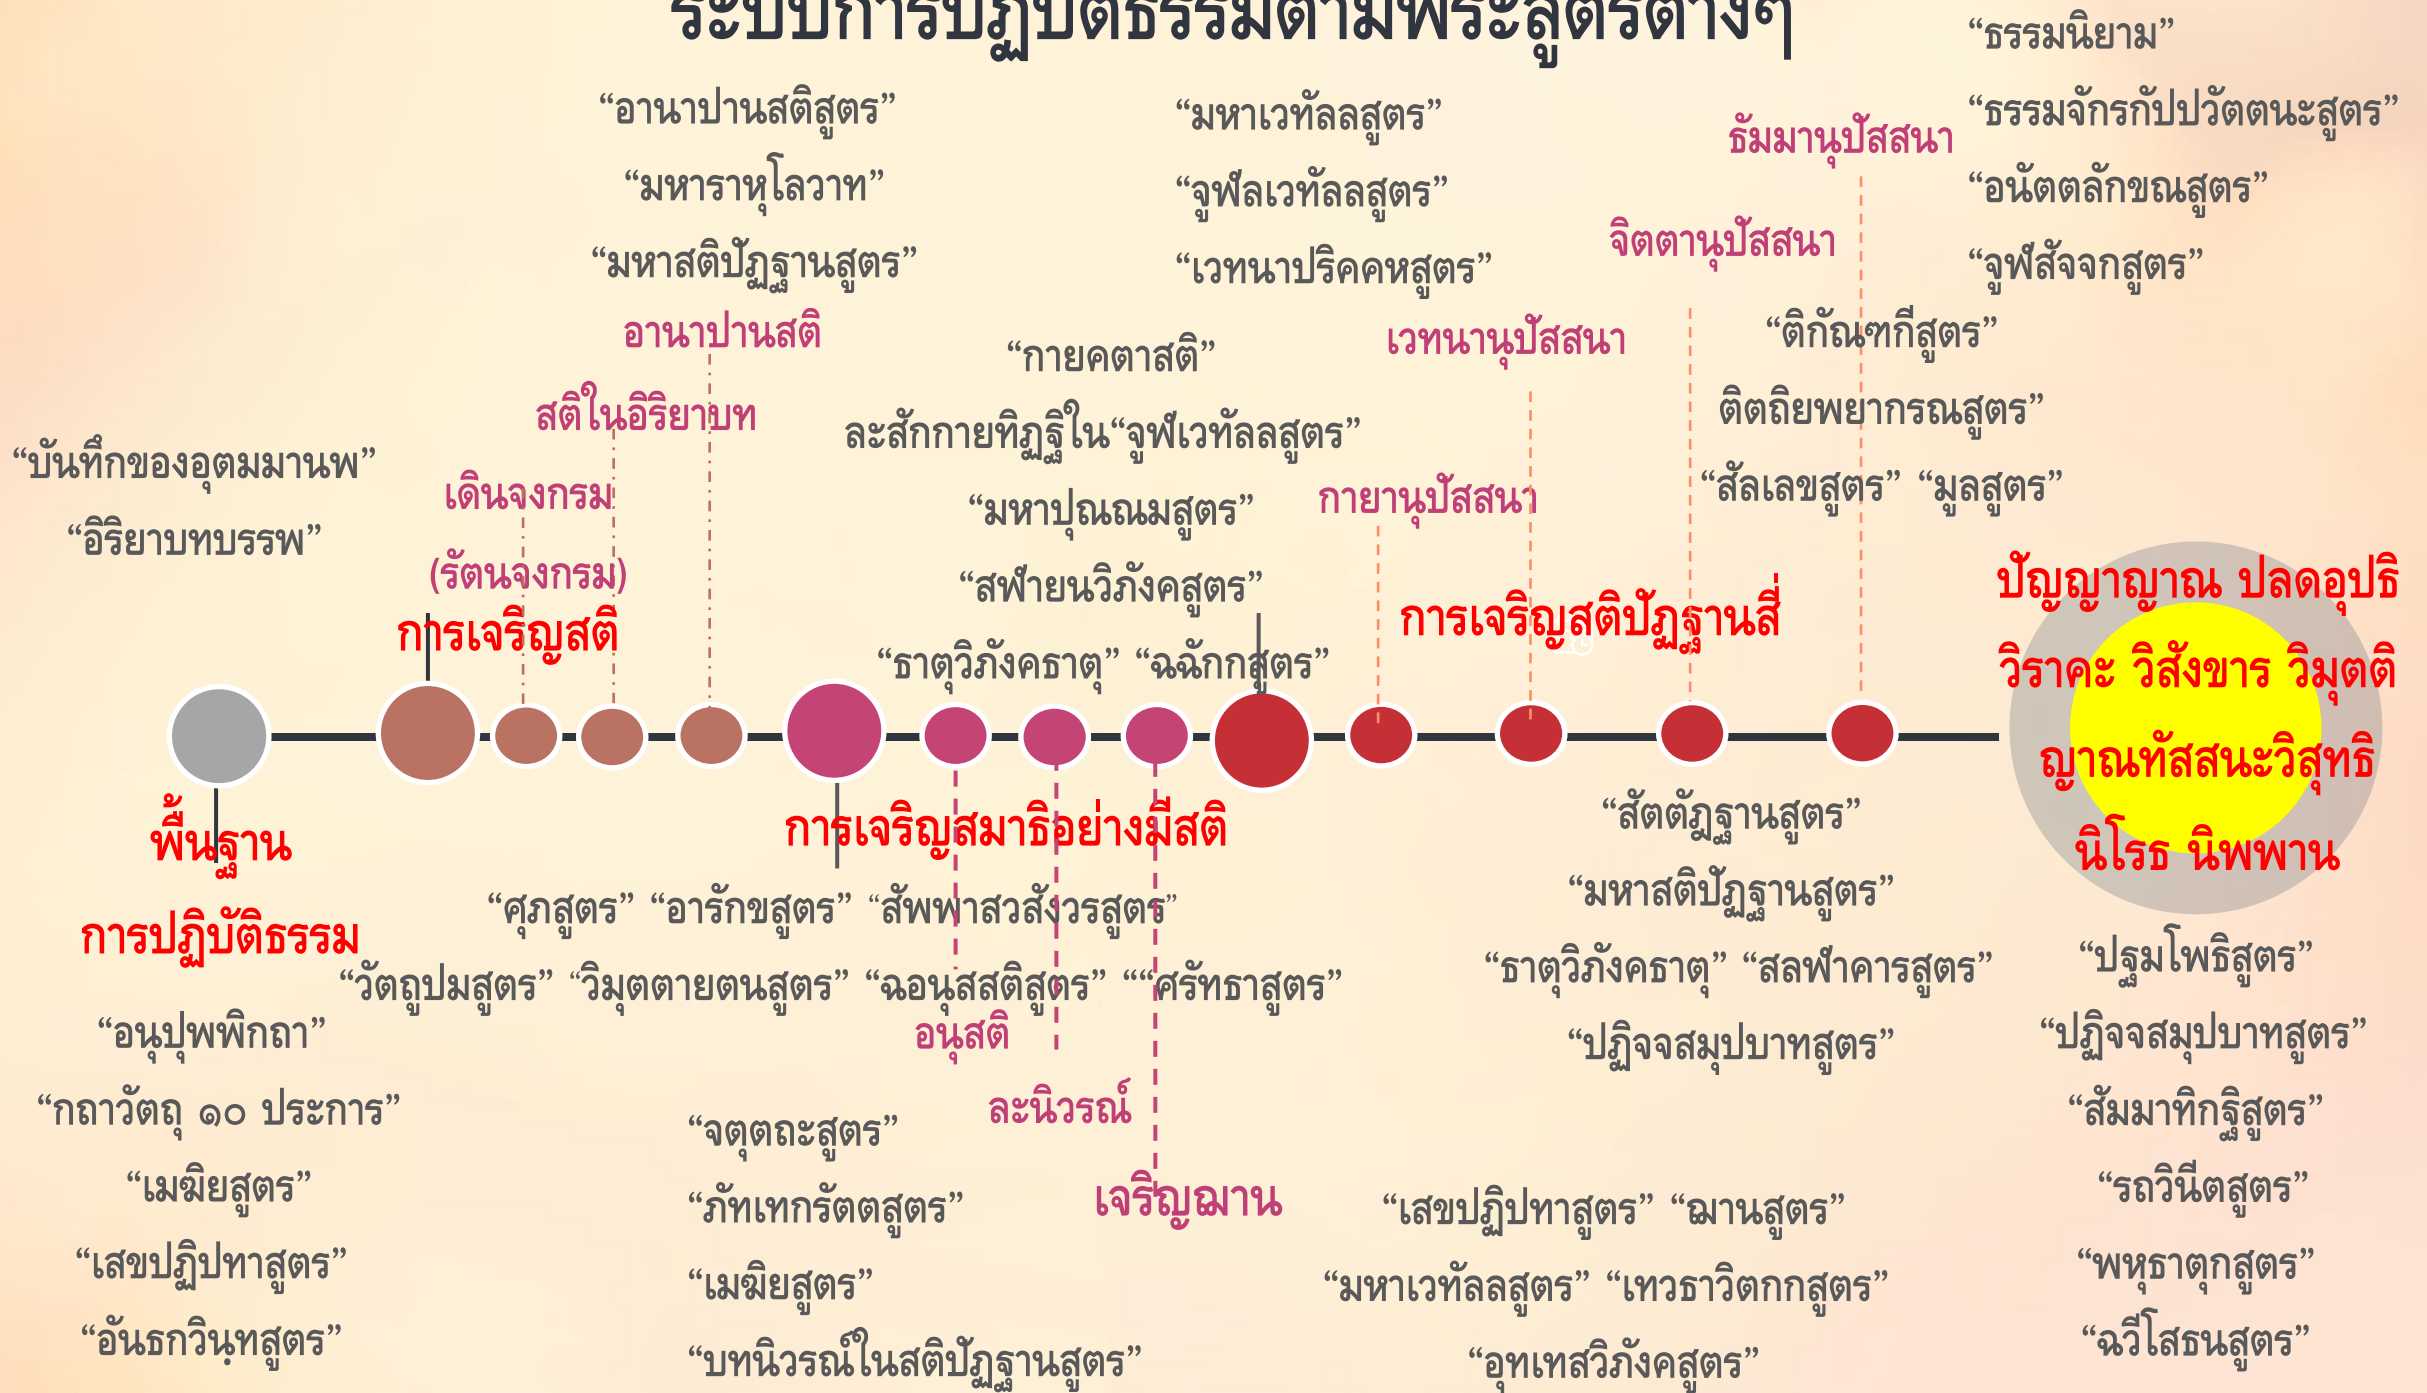 ระบบการปฏิบัติธรรมตามพระสูตรต่างๆ
“ธรรมนิยาม”
“ธรรมจักรกัปปวัตตนะสูตร”
“อนัตตลักขณสูตร”
“จูฬสัจจกสูตร”
“อานาปานสติสูตร”
“มหาราหุโลวาท”
“มหาสติปัฏฐานสูตร”
อานาปานสติ
สติในอิริยาบท
เดินจงกรม
(รัตนจงกรม)
การเจริญสติ
“บันทึกของอุตมมานพ”
“อิริยาบทบรรพ”
“มหาเวทัลลสูตร”
“จูฬลเวทัลลสูตร”
“เวทนาปริคคหสูตร”
“กายคตาสติ”
ละสักกายทิฏฐิใน“จูฬเวทัลลสูตร”
“มหาปุณณมสูตร”
“สฬายนวิภังคสูตร”
“ธาตุวิภังคธาตุ” “ฉฉักกสูตร”
ธัมมานุปัสสนา
จิตตานุปัสสนา
เวทนานุปัสสนา
กายานุปัสสนา
“ติกัณฑกีสูตร”
ติตถิยพยากรณสูตร”
“สัลเลขสูตร” “มูลสูตร”
การเจริญสติปัฏฐานสี่
ปัญญาญาณ ปลดอุปธิ
วิราคะ วิสังขาร วิมุตติ
ญาณทัสสนะวิสุทธิ
นิโรธ นิพพาน
พื้นฐาน
การปฏิบัติธรรม
“อนุปุพพิกถา”
“กถาวัตถุ ๑๐ ประการ”
“เมฆิยสูตร”
“เสขปฏิปทาสูตร”
“อันธกวินฺทสูตร”
การเจริญสมาธิอย่างมีสติ
“ศุภสูตร” “อารักขสูตร” “สัพพาสวสังวรสูตร”
“วัตถูปมสูตร” “วิมุตตายตนสูตร” “ฉอนุสสติสูตร” ““ศรัทธาสูตร”
อนุสติ
ละนิวรณ์
เจริญฌาน
“จตุตถะสูตร”
“ภัทเทกรัตตสูตร”
“เมฆิยสูตร”
“บทนิวรณ์ในสติปัฏฐานสูตร”
“สัตตัฎฐานสูตร”
“มหาสติปัฏฐานสูตร”
“ธาตุวิภังคธาตุ” “สลฬาคารสูตร”
“ปฏิจจสมุปบาทสูตร”
“เสขปฏิปทาสูตร” “ฌานสูตร”
“มหาเวทัลลสูตร” “เทวธาวิตกกสูตร”
“อุทเทสวิภังคสูตร”
“ปฐมโพธิสูตร”
“ปฏิจจสมุปบาทสูตร”
“สัมมาทิกฐิสูตร”
“รถวินีตสูตร”
“พหุธาตุกสูตร”
“ฉวีโสธนสูตร”